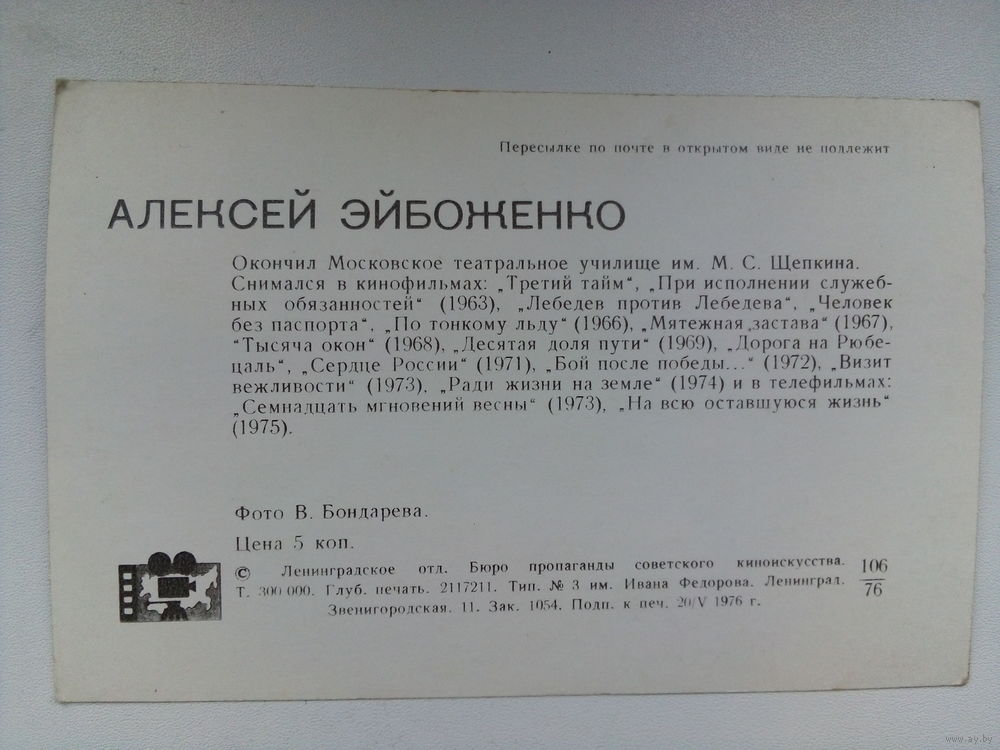 Пересылке по почте в открытом виде не подлежит
АЛЕКСЕЙ ЭЙБОЖЕНКО
Окончил Московское театральное училище им. М. С. Щепкина.
Снимался в кинофильмах: „Третий тайм“, „При исполнении служеб-
ных обязанностей“ (1963), „Лебедев против Лебедева“, „Человек
без паспорта“, „По тонкому льду“ (1966), „Мятежная застава“ (1967),
“Тысяча окон“ (1968), „Десятая доля пути“ (1969), „Дорога на Рюбе-
цаль“, „Сердце России“ (1971), „Бой после победы...“ (1972), „Визит
вежливости“ (1973), „Ради жизни на земле“ (1974) и в телефильмах:
„Семнадцать мгновений весны“ (1973), „На всю оставшуюся жизнь“
(1975).
Фото В. Бондарева.
Цена 5 коп.
© Ленинградское отд. Бюро пропаганды советского киноискусства.
Т. 300 000. Глуб. печать. 2117211. Тип. № 3 им. Ивана Федорова. Ленинград.
Звенигородская. 11. Зак. 1054. Подп. к печ. 20/V 1976 г.
106
76
www.ay.by